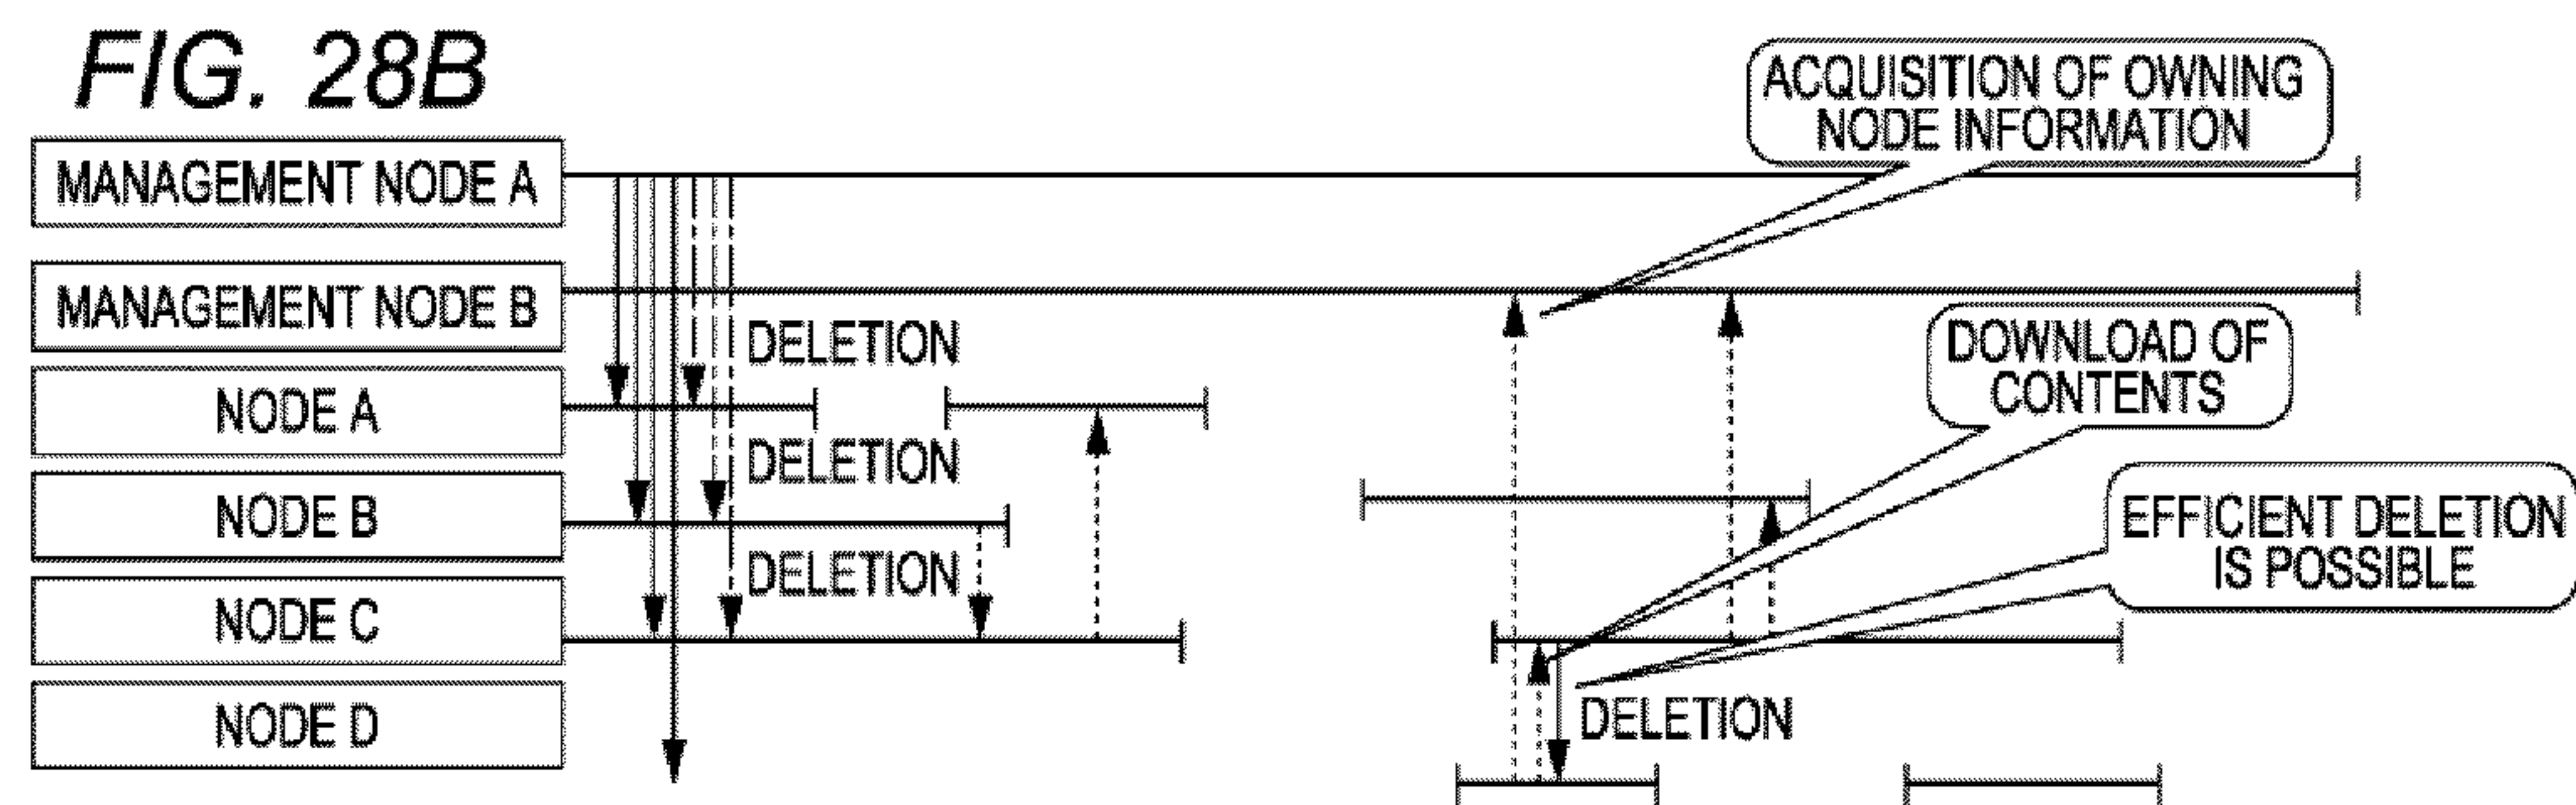 FIG. 28B
ACQUISITION OF OWNING
NODE INFORMATION
MANAGEMENT NODE A
MANAGEMENT NODE B
DELETION
DOWNLOAD OF
CONTENTS
NODE A
DELETION
NODE B
EFFICIENT DELETION
IS POSSIBLE
DELETION
NODE C
NODE D
DELETION